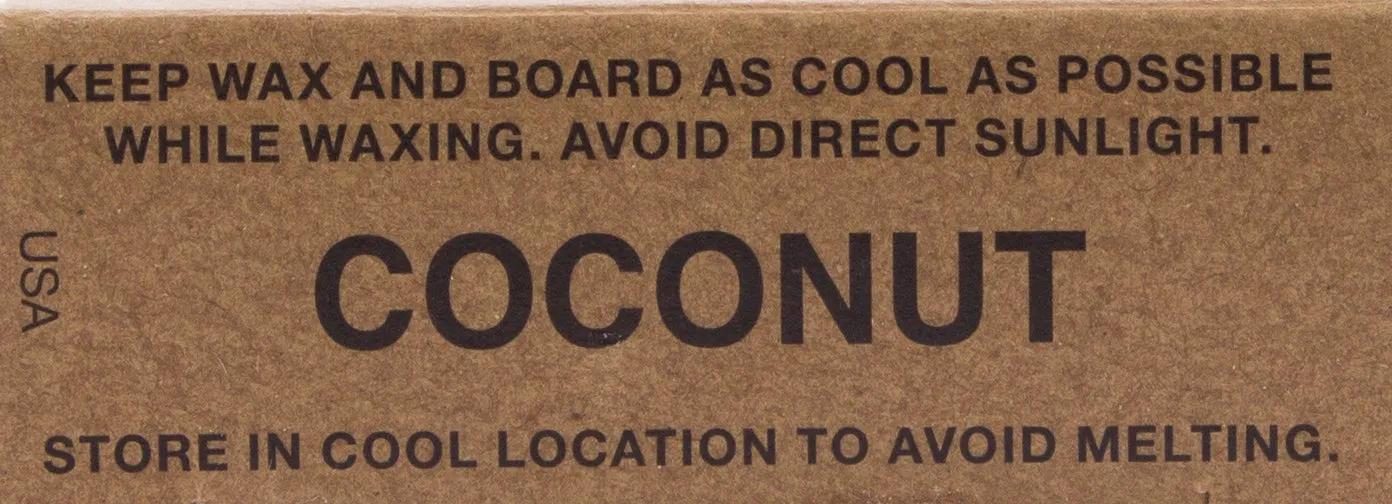 KEEP WAX AND BOARD AS COOL AS POSSIBLE
WHILE WAXING. AVOID DIRECT SUNLIGHT.
USA
COCONUT
STORE IN COOL LOCATION TO AVOID MELTING.